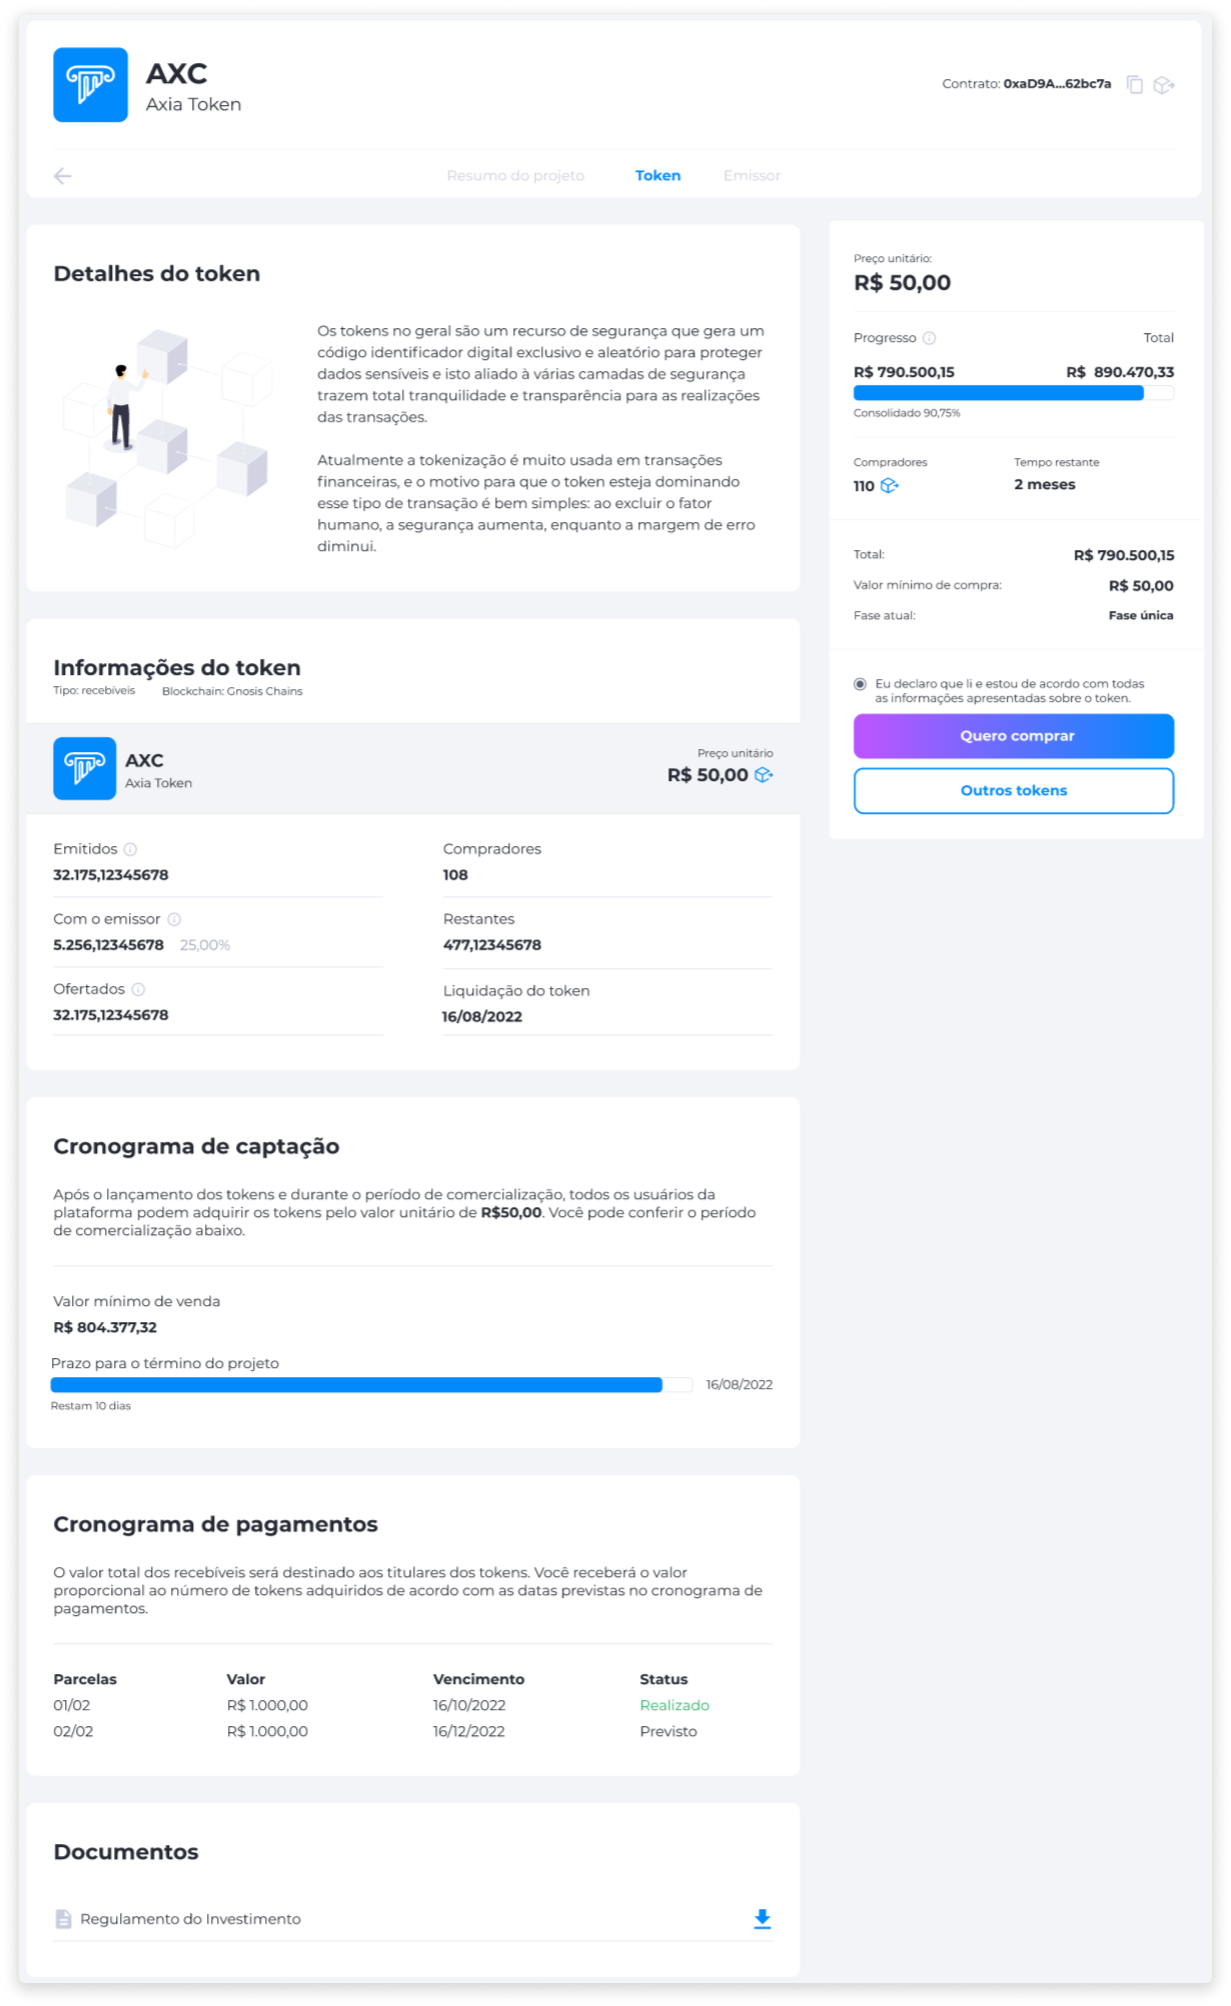 AXC
Axia Token
Contrato: 0xaD9A...62bc7a
Resumo do projeto
Token
Emissor
Detalhes do token
Os tokens no geral são um recurso de segurança que gera um
código identificador digital exclusivo e aleatório para proteger
dados sensíveis e isto aliado à várias camadas de segurança
trazem total tranquilidade e transparência para as realizações
das transações.
Atualmente a tokenização é muito usada em transações
financeiras, e o motivo para que o token esteja dominando
esse tipo de transação é bem simples: ao excluir o fator
humano, a segurança aumenta, enquanto a margem de erro
diminui.
Informações do token
Tipo: recebíveis Blockchain: Gnosis Chains
AXC
Axia Token
Preço unitário
R$ 50,00
Emitidos
32.175,12345678
Compradores
108
Com o emissor
5.256,12345678 25,00%
Restantes
477,12345678
Ofertados
32.175,12345678
Liquidação do token
16/08/2022
Cronograma de captação
Após o lançamento dos tokens e durante o período de comercialização, todos os usuários da
plataforma podem adquirir os tokens pelo valor unitário de R$50,00. Você pode conferir o período
de comercialização abaixo.
Valor mínimo de venda
R$ 804.377,32
Prazo para o término do projeto
16/08/2022
Restam 10 dias
Cronograma de pagamentos
O valor total dos recebíveis será destinado aos titulares dos tokens. Você receberá o valor
proporcional ao número de tokens adquiridos de acordo com as datas previstas no cronograma de
pagamentos.
Parcelas Valor Vencimento Status
01/02 R$ 1.000,00 16/10/2022 Realizado
02/02 R$ 1.000,00 16/12/2022 Previsto
Documentos
Regulamento do Investimento
Preço unitário:
R$ 50,00
Progresso Total
R$ 790.500,15 R$ 890.470,33
Consolidado 90,75%
Compradores Tempo restante
110 2 meses
Total: R$ 790.500,15
Valor mínimo de compra: R$ 50,00
Fase atual: Fase única
Eu declaro que li e estou de acordo com todas
as informações apresentadas sobre o token.
Quero comprar
Outros tokens